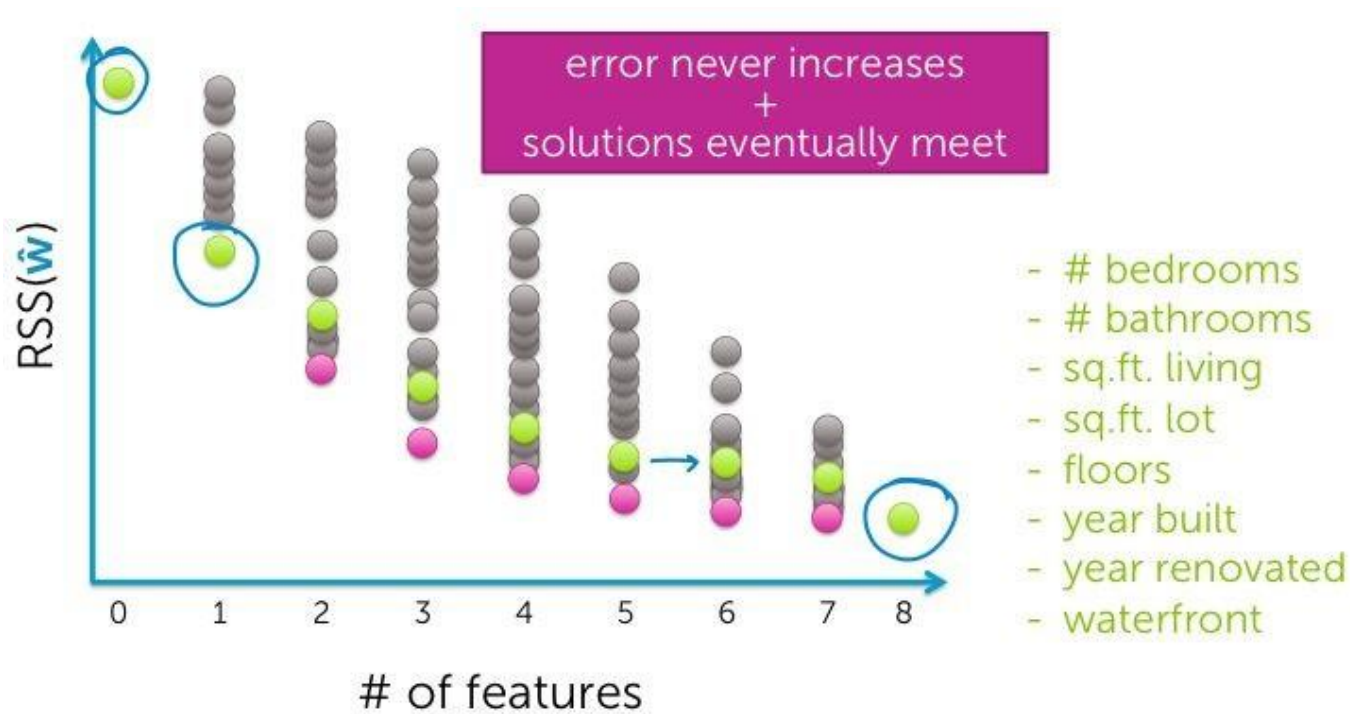 error never increases
+
solutions eventually meet
RSS(ŵ)
- # bedrooms
- # bathrooms
- sq.ft. living
- sq.ft. lot
- floors
- year built
- year renovated
- waterfront
0 1 2 3 4 5 6 7 8
# of features